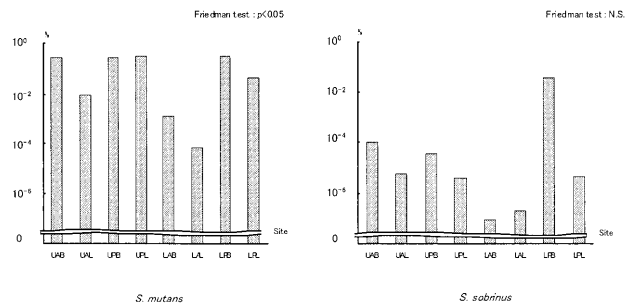 Friedman test : p<0.05
%
10⁰
10⁻²
10⁻⁴
10⁻⁶
0
UAB UAL UPB UPL LAB LAL LPB LPL
Site
S. mutans
Friedman test : N.S.
%
10⁰
10⁻²
10⁻⁴
10⁻⁶
0
UAB UAL UPB UPL LAB LAL LPB LPL
Site
S. sobrinus